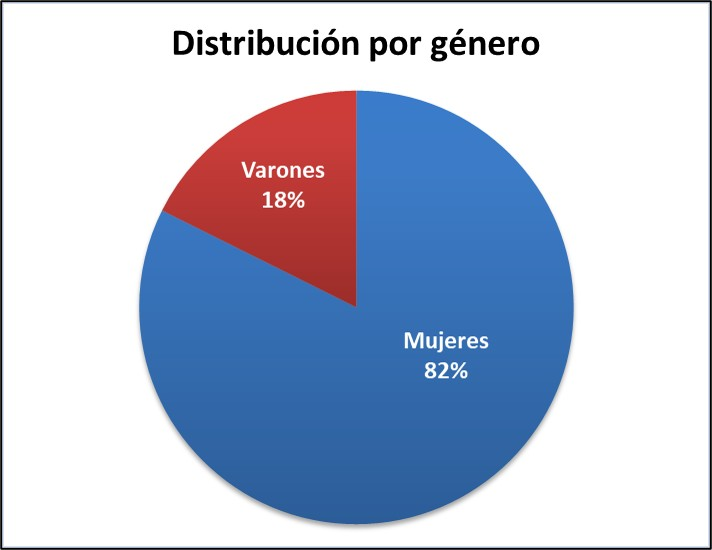 Distribución por género
Varones
18%
Mujeres
82%